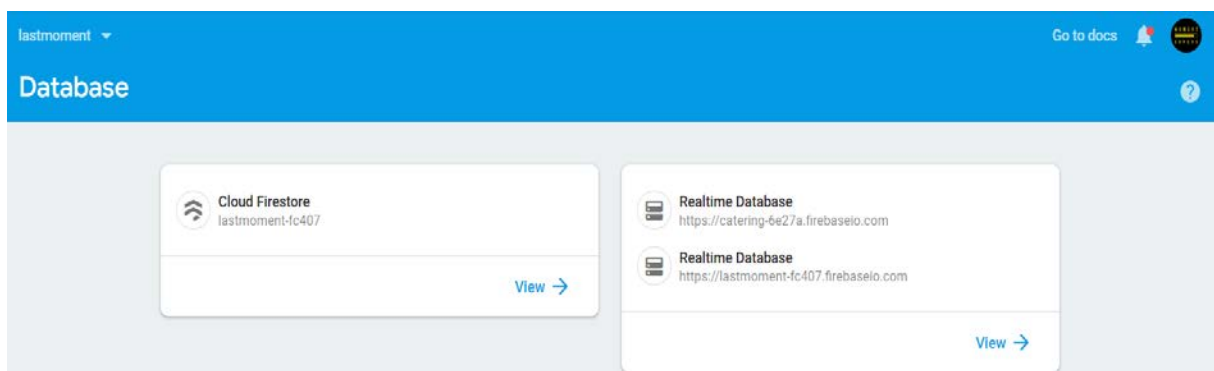 lastmoment
Go to docs
Database
Cloud Firestore
lastmoment-fc407
View
Realtime Database
https://catering-6e27a.firebaseio.com
Realtime Database
https://lastmoment-fc407.firebaseio.com
View